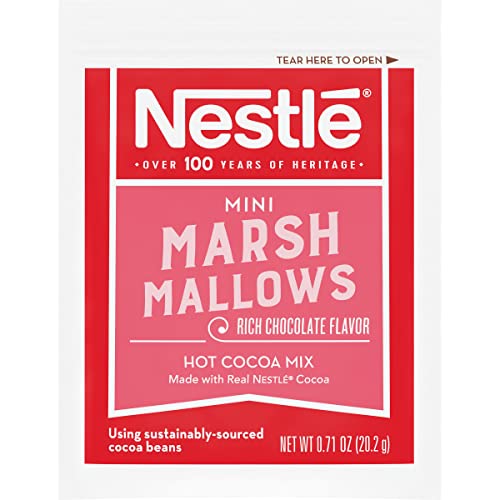 TEAR HERE TO OPEN
Nestlé®
• OVER 100 YEARS OF HERITAGE •
MINI
MARSH
MALLOWS
RICH CHOCOLATE FLAVOR
HOT COCOA MIX
Made with Real NESTLÉ® Cocoa
Using sustainably-sourced
cocoa beans
NET WT 0.71 OZ (20.2 g)